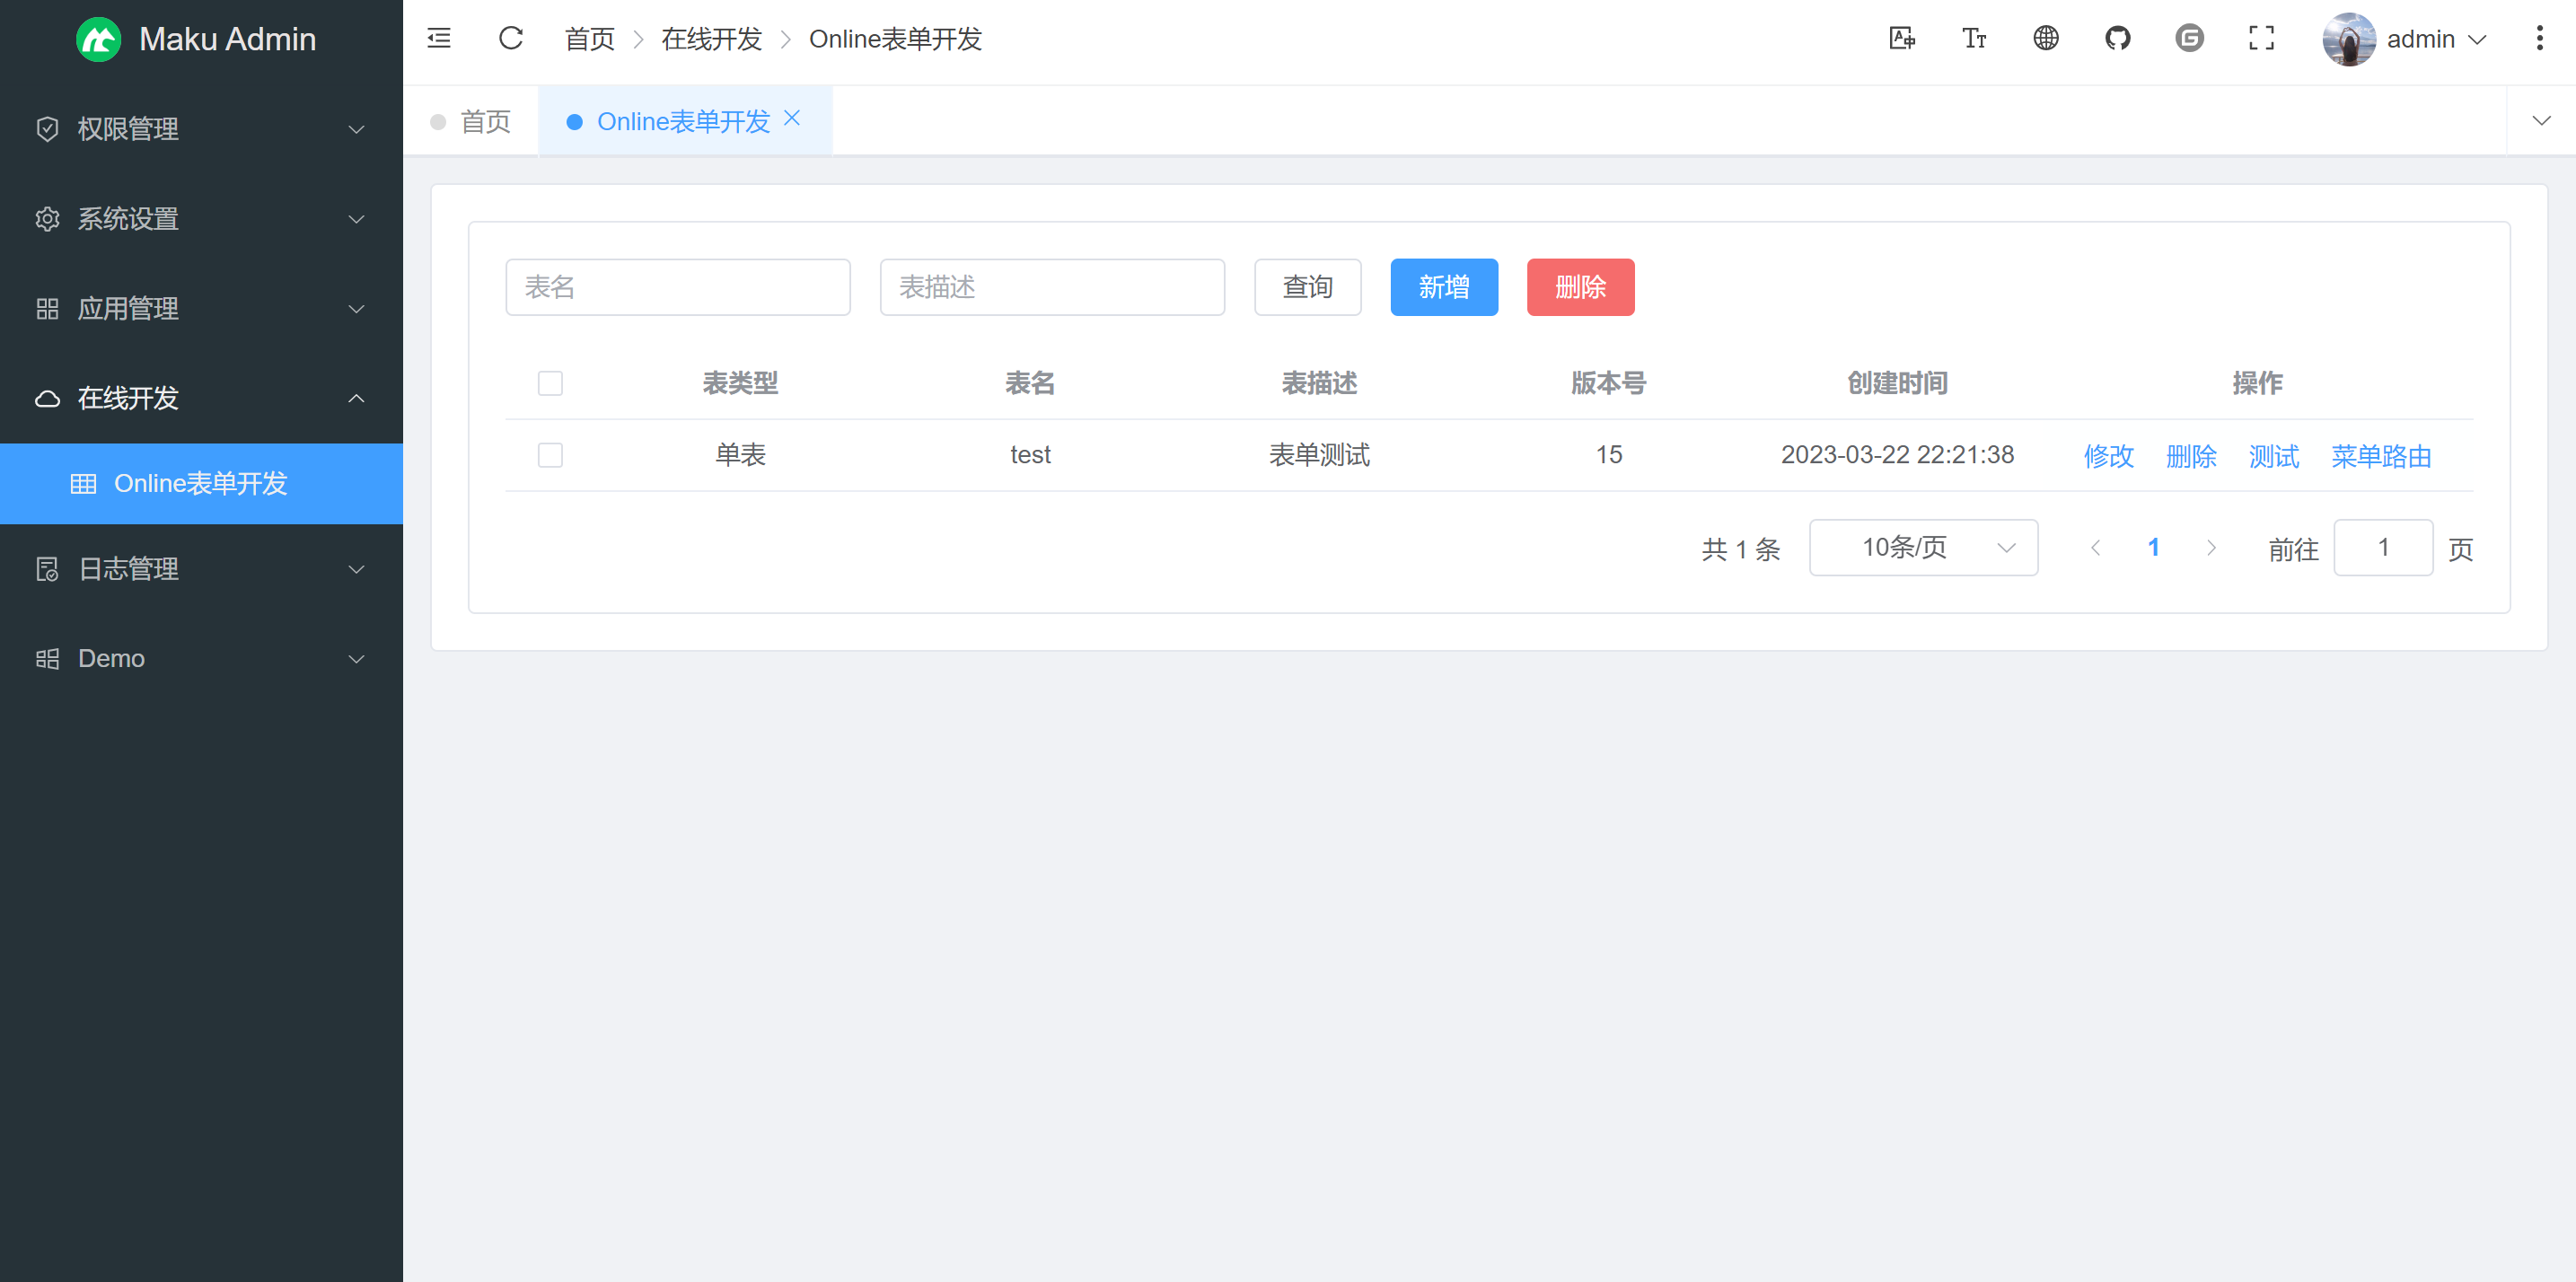 Maku Admin
首页 在线开发 Online表单开发
admin
首页
Online表单开发
权限管理
系统设置
应用管理
在线开发
Online表单开发
日志管理
Demo
表名 表描述 查询 新增 删除
表类型 表名 表描述 版本号 创建时间 操作
单表 test 表单测试 15 2023-03-22 22:21:38 修改 删除 测试 菜单路由
共 1 条 10条/页 1 前往 1 页